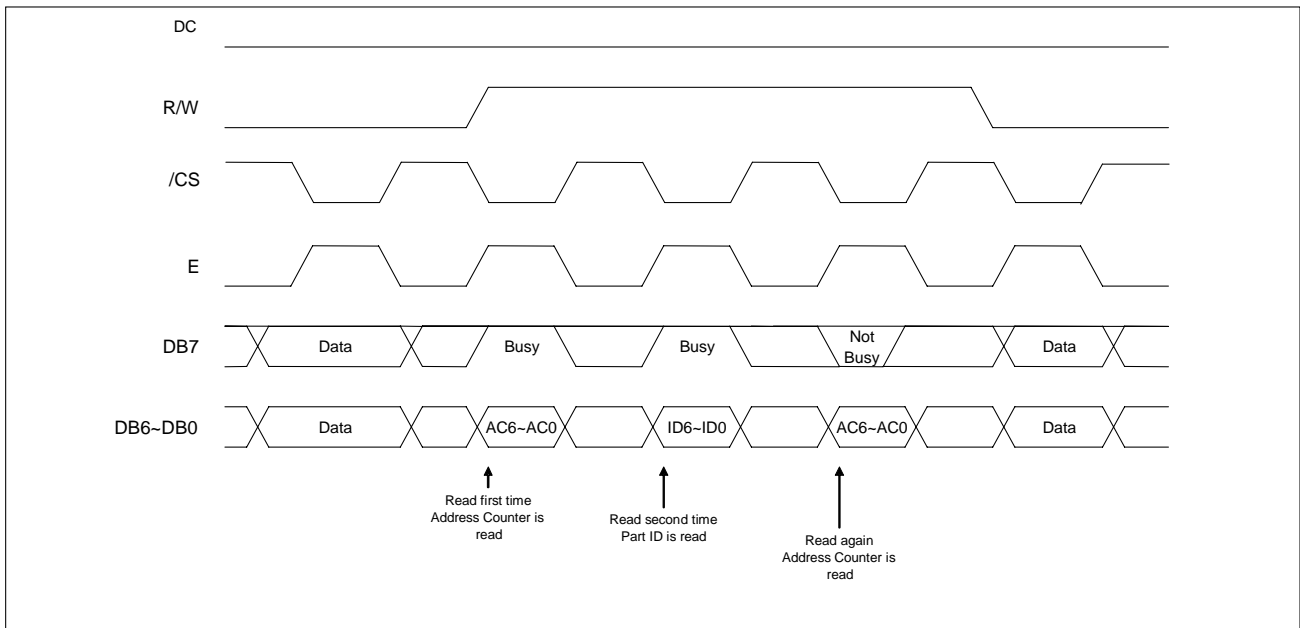 DC
R/W
/CS
E
DB7
Data
Busy
Busy
Not
Busy
Data
DB6~DB0
Data
AC6~AC0
ID6~ID0
AC6~AC0
Data
Read first time
Address Counter is
read
Read second time
Part ID is read
Read again
Address Counter is
read